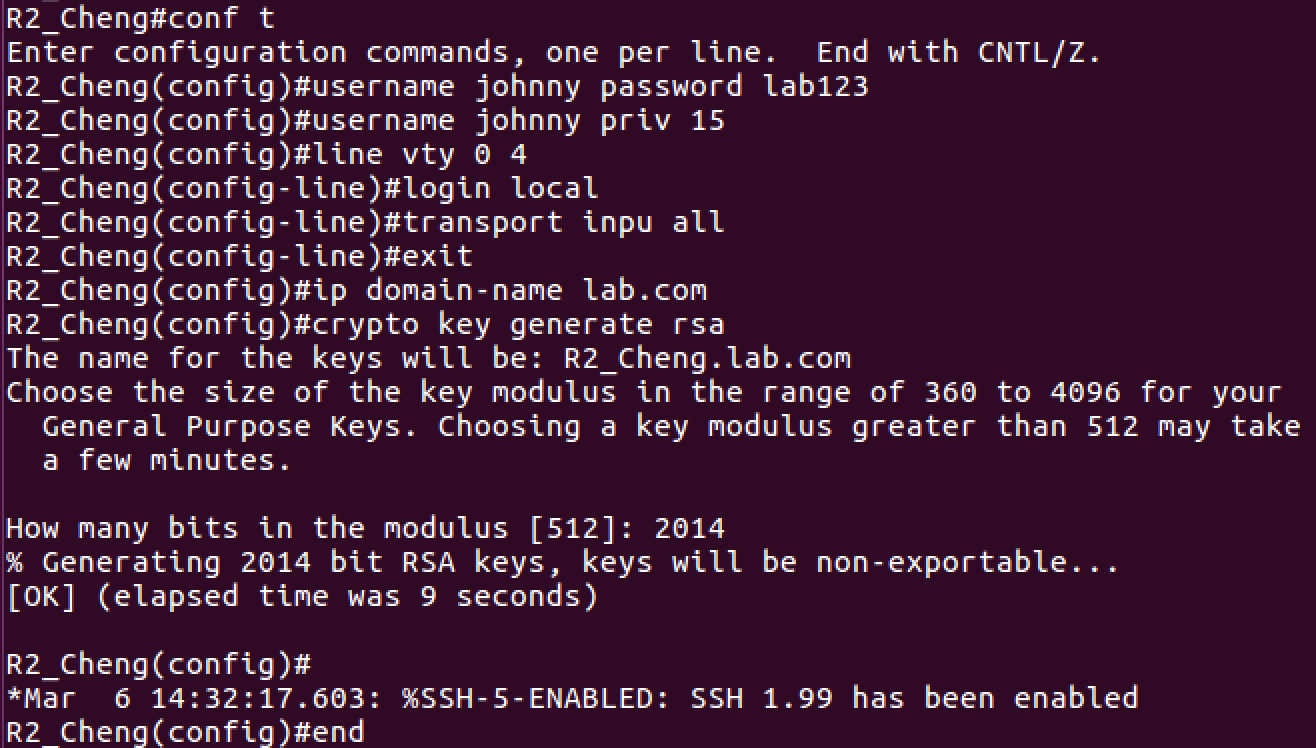 R2_Cheng#conf t
Enter configuration commands, one per line.  End with CNTL/Z.
R2_Cheng(config)#username johnny password lab123
R2_Cheng(config)#username johnny priv 15
R2_Cheng(config)#line vty 0 4
R2_Cheng(config-line)#login local
R2_Cheng(config-line)#transport inpu all
R2_Cheng(config-line)#exit
R2_Cheng(config)#ip domain-name lab.com
R2_Cheng(config)#crypto key generate rsa
The name for the keys will be: R2_Cheng.lab.com
Choose the size of the key modulus in the range of 360 to 4096 for your
  General Purpose Keys. Choosing a key modulus greater than 512 may take
  a few minutes.

How many bits in the modulus [512]: 2014
% Generating 2014 bit RSA keys, keys will be non-exportable...
[OK] (elapsed time was 9 seconds)

R2_Cheng(config)#
*Mar  6 14:32:17.603: %SSH-5-ENABLED: SSH 1.99 has been enabled
R2_Cheng(config)#end